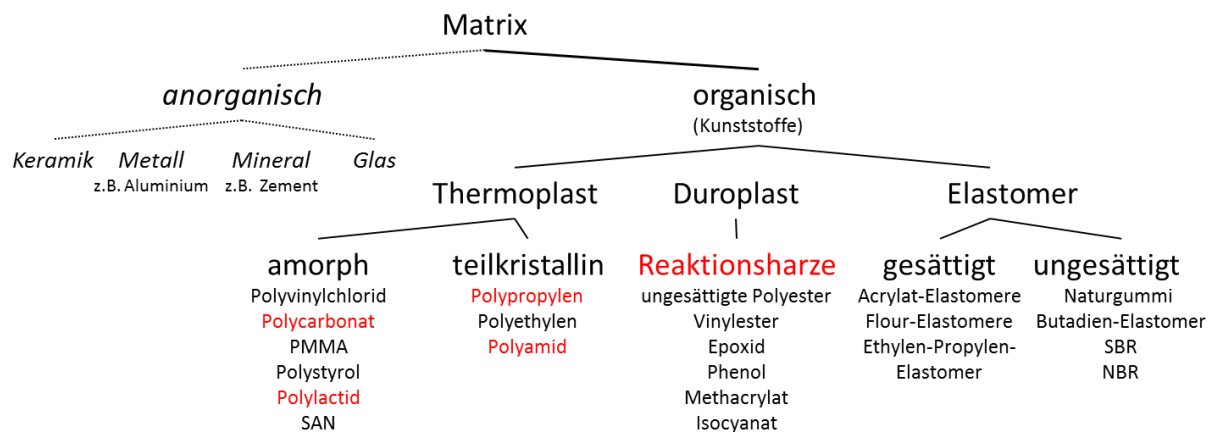 Matrix
anorganisch
organisch
(Kunststoffe)
Keramik Metall Mineral Glas
z.B. Aluminium z.B. Zement
Thermoplast Duroplast Elastomer
amorph teilkristallin Reaktionsharze gesättigt ungesättigt
Polyvinylchlorid Polypropylen ungesättigte Polyester Acrylat-Elastomere Naturgummi
Polycarbonat Polyethylen Vinylester Flour-Elastomere Butadien-Elastomer
PMMA Polyamid Epoxid Ethylen-Propylen- SBR
Polystyrol Phenol Elastomer NBR
Polylactid Methacrylat
SAN Isocyanat